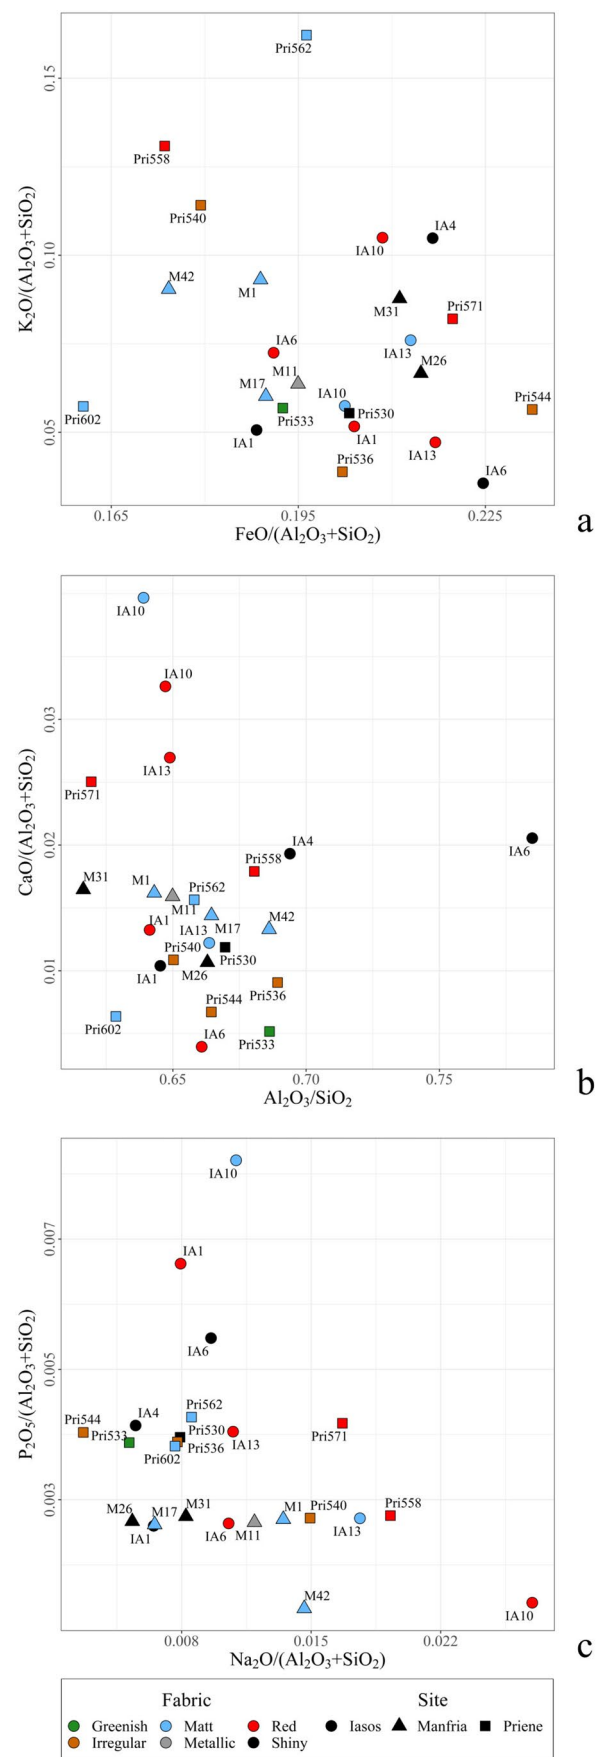 Pri562
0.15
Pri558
Pri540
IA4
0.10
IA10
M42
M1
M31
Pri571
IA6
IA13
M11
M26
M17
IA10
Pri544
Pri602
Pri533
Pri530
0.05
IA1
IA1
IA13
Pri536
IA6
K₂O/(Al₂O₃+SiO₂)
0.165 0.195 0.225
FeO/(Al₂O₃+SiO₂)
a
IA10
IA10
0.03
IA13
Pri571
IA4
0.02
IA6
Pri558
M31
M1
Pri562
M11
M42
IA1
IA13
M17
Pri540
Pri530
0.01
IA1
M26
Pri536
Pri544
Pri602
IA6
Pri533
CaO/(Al₂O₃+SiO₂)
0.65 0.70 0.75
Al₂O₃/SiO₂
b
IA10
0.007
IA1
IA6
0.005
Pri562
IA4
Pri544
Pri533
Pri530
Pri571
IA13
Pri536
Pri602
0.003
M26
M17
M31
M1
Pri540
Pri558
IA1
IA6
M11
IA13
M42
IA10
P₂O₅/(Al₂O₃+SiO₂)
0.008 0.015 0.022
Na₂O/(Al₂O₃+SiO₂)
c
Fabric Site
Greenish Matt Red Iasos Manfria Priene
Irregular Metallic Shiny